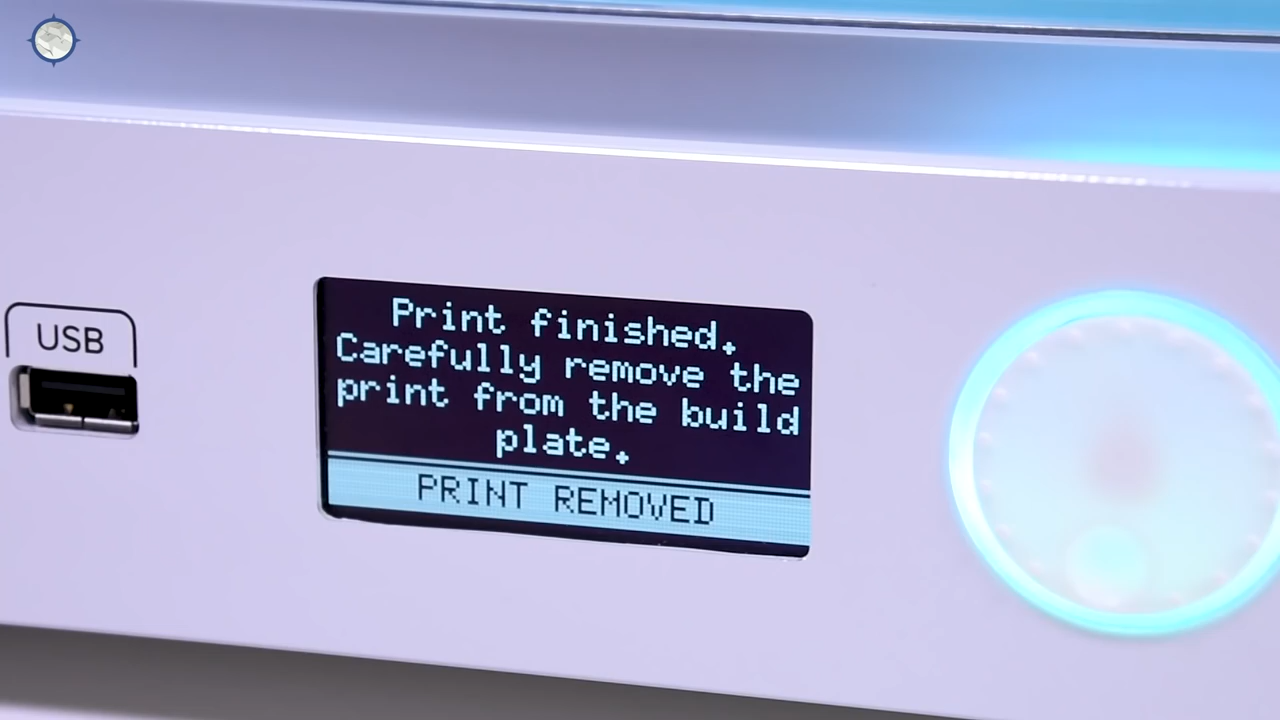 USB
Print finished.
Carefully remove the
print from the build
plate.
PRINT REMOVED